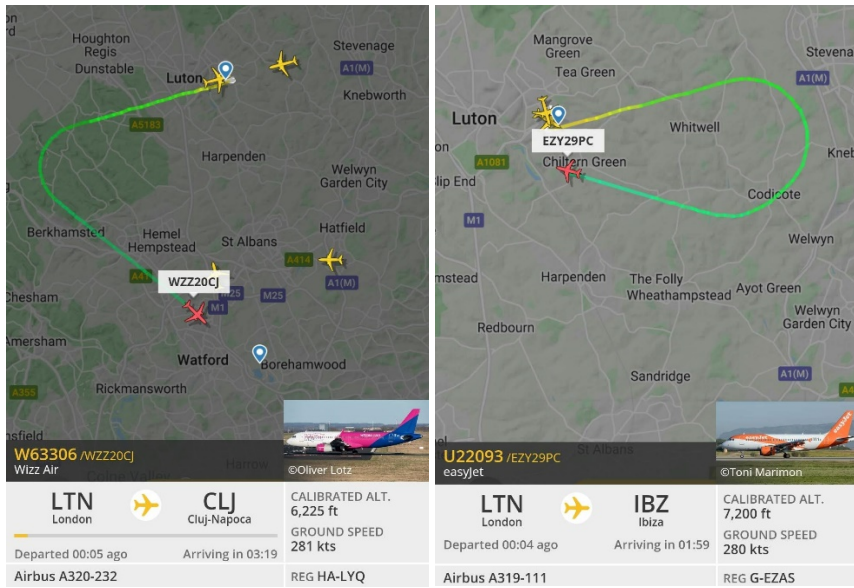 Houghton
Regis
Dunstable
Luton
Stevenage
A1(M)
Knebworth
A5183
Harpenden
Welwyn
Garden City
Berkhamsted
Hemel
Hempstead
St Albans
Hatfield
A414
A41
WZZ20CJ
M25
M25
A1(M)
M1
Chesham
Amersham
Watford
Borehamwood
Rickmansworth
A355
nsfield
Harrow
W63306 /WZZ20CJ
Wizz Air
©Oliver Lotz
LTN
London
CLJ
Cluj-Napoca
CALIBRATED ALT.
6,225 ft
GROUND SPEED
281 kts
Departed 00:05 ago
Arriving in 03:19
Airbus A320-232
REG HA-LYQ
Mangrove
Green
Tea Green
Stevena
A1(M)
Luton
EZY29PC
Whitwell
Kneb
A1081
Chiltern Green
Slip End
Codicote
M1
Welwyn
mstead
Harpenden
The Folly
Wheathampstead
Ayot Green
Redbourn
Welwyn
Garden City
Sandridge
A1(M)
A4
St Albans
U22093 /EZY29PC
easyJet
©Toni Marimon
LTN
London
IBZ
Ibiza
CALIBRATED ALT.
7,200 ft
GROUND SPEED
280 kts
Departed 00:04 ago
Arriving in 01:59
Airbus A319-111
REG G-EZAS